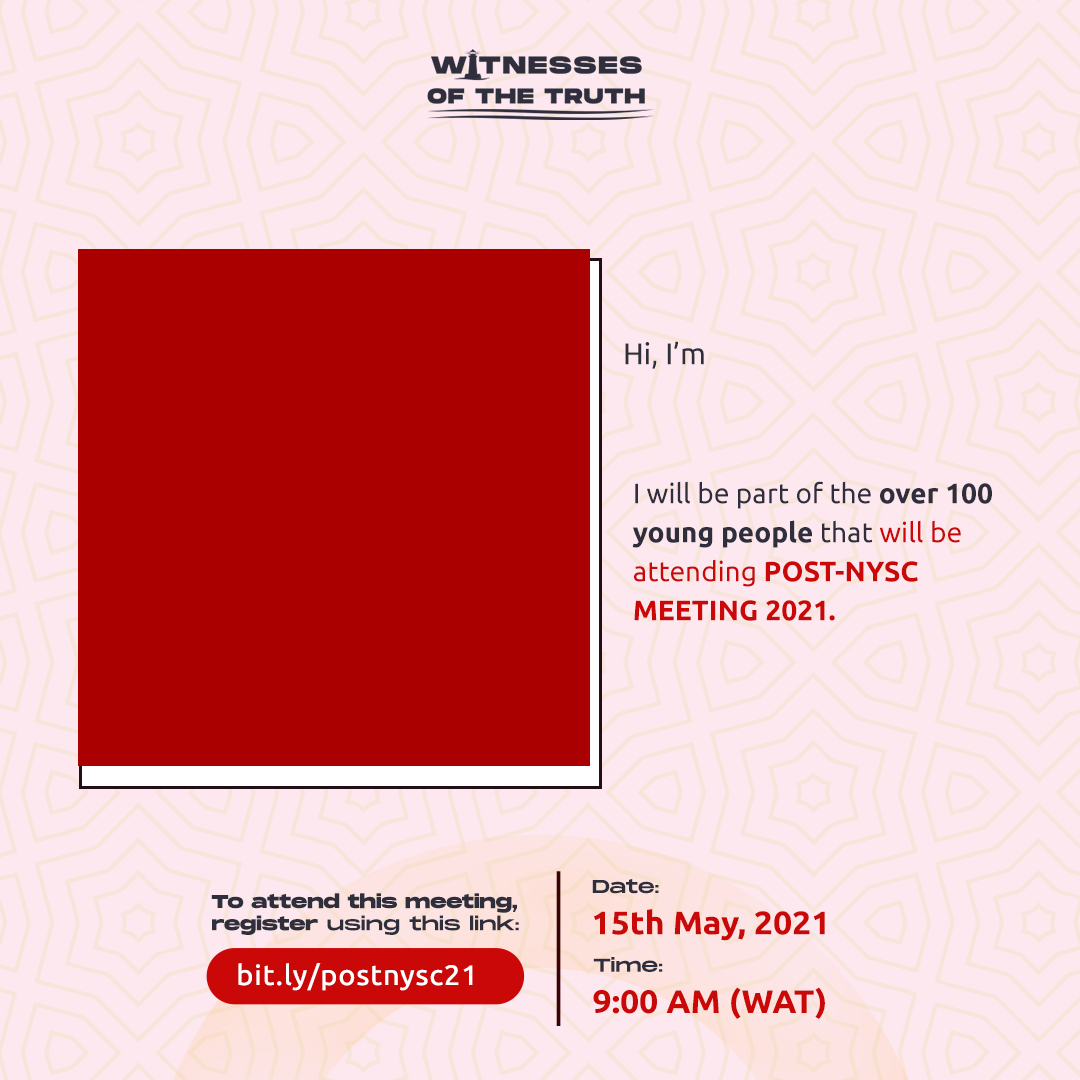 WITNESSES
OF THE TRUTH
Hi, I’m
I will be part of the over 100
young people that will be
attending POST-NYSC
MEETING 2021.
To attend this meeting,
register using this link:
bit.ly/postnysc21
Date:
15th May, 2021
Time:
9:00 AM (WAT)